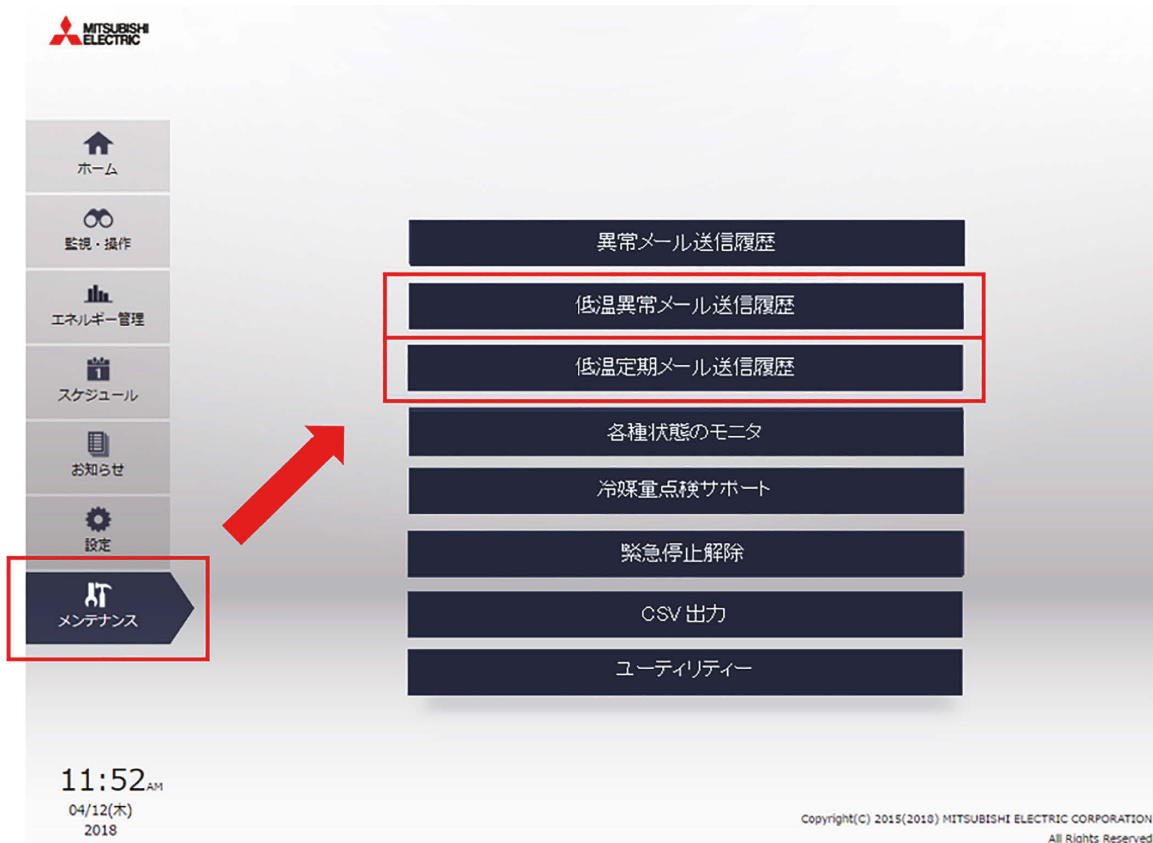 MITSUBISHI
ELECTRIC
ホーム
監視・操作
エネルギー管理
1
スケジュール
お知らせ
設定
メンテナンス
異常メール送信履歴
低温異常メール送信履歴
低温定期メール送信履歴
各種状態のモニタ
冷媒量点検サポート
緊急停止解除
CSV 出力
ユーティリティー
11:52AM
04/12(木)
2018
Copyright(C) 2015(2018) MITSUBISHI ELECTRIC CORPORATION
All Rights Reserved